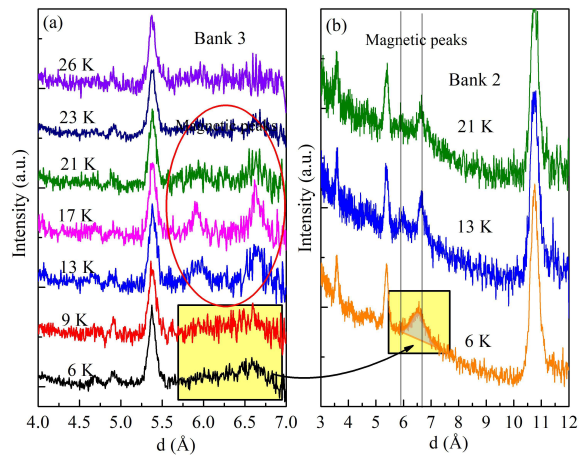 (a)
Bank 3
26 K
23 K
Magnetic peaks
21 K
17 K
13 K
9 K
6 K
Intensity (a.u.)
4.0 4.5 5.0 5.5 6.0 6.5 7.0
d (Å)
(b)
Magnetic peaks
Bank 2
21 K
13 K
6 K
Intensity (a.u.)
3 4 5 6 7 8 9 10 11 12
d (Å)